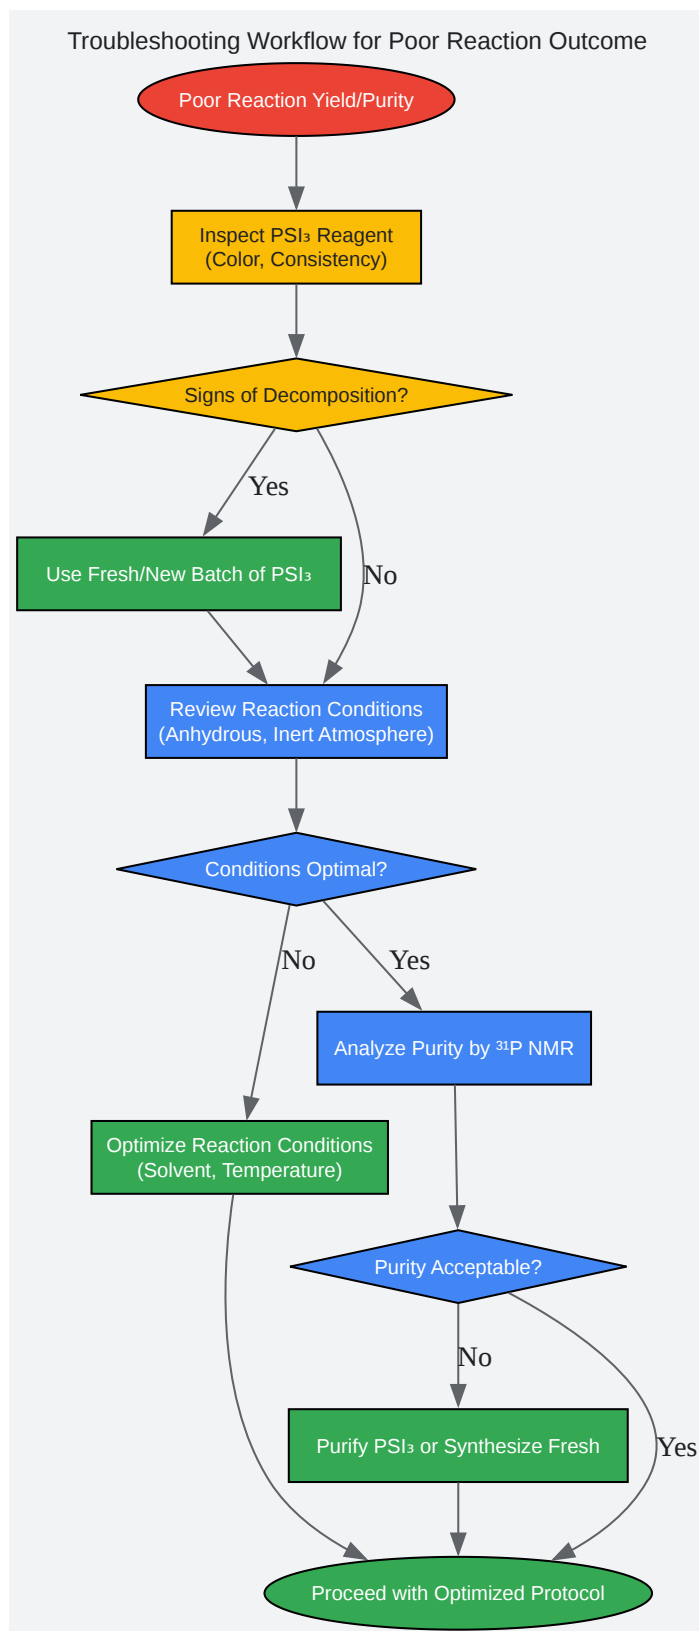 Troubleshooting Workflow for Poor Reaction Outcome
Poor Reaction Yield/Purity
Inspect PSI₃ Reagent
(Color, Consistency)
Signs of Decomposition?
Yes
Use Fresh/New Batch of PSI₃
No
Review Reaction Conditions
(Anhydrous, Inert Atmosphere)
Conditions Optimal?
No
Yes
Analyze Purity by ³¹P NMR
Optimize Reaction Conditions
(Solvent, Temperature)
Purity Acceptable?
No
Purify PSI₃ or Synthesize Fresh
Yes
Proceed with Optimized Protocol